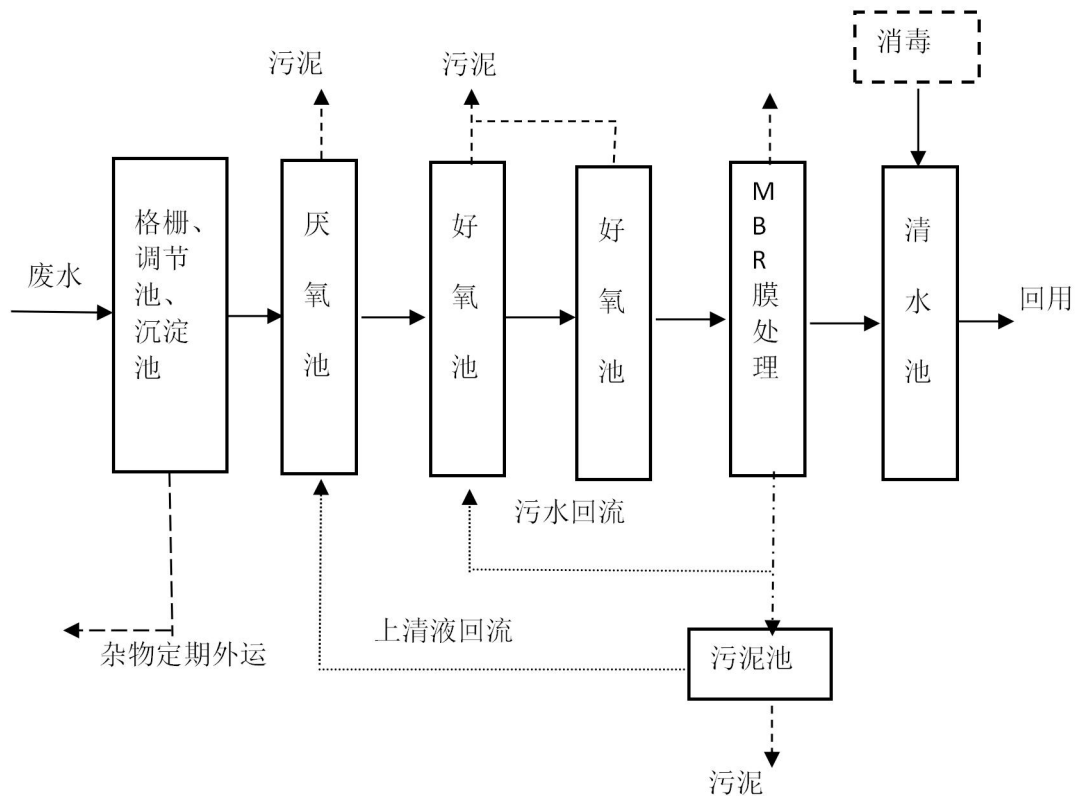 消毒
污泥
污泥
废水
格栅、
调节
池、
沉淀
池
厌
氧
池
好
氧
池
好
氧
池
M
B
R膜
处
理
清
水
池
回用
污水回流
上清液回流
杂物定期外运
污泥池
污泥